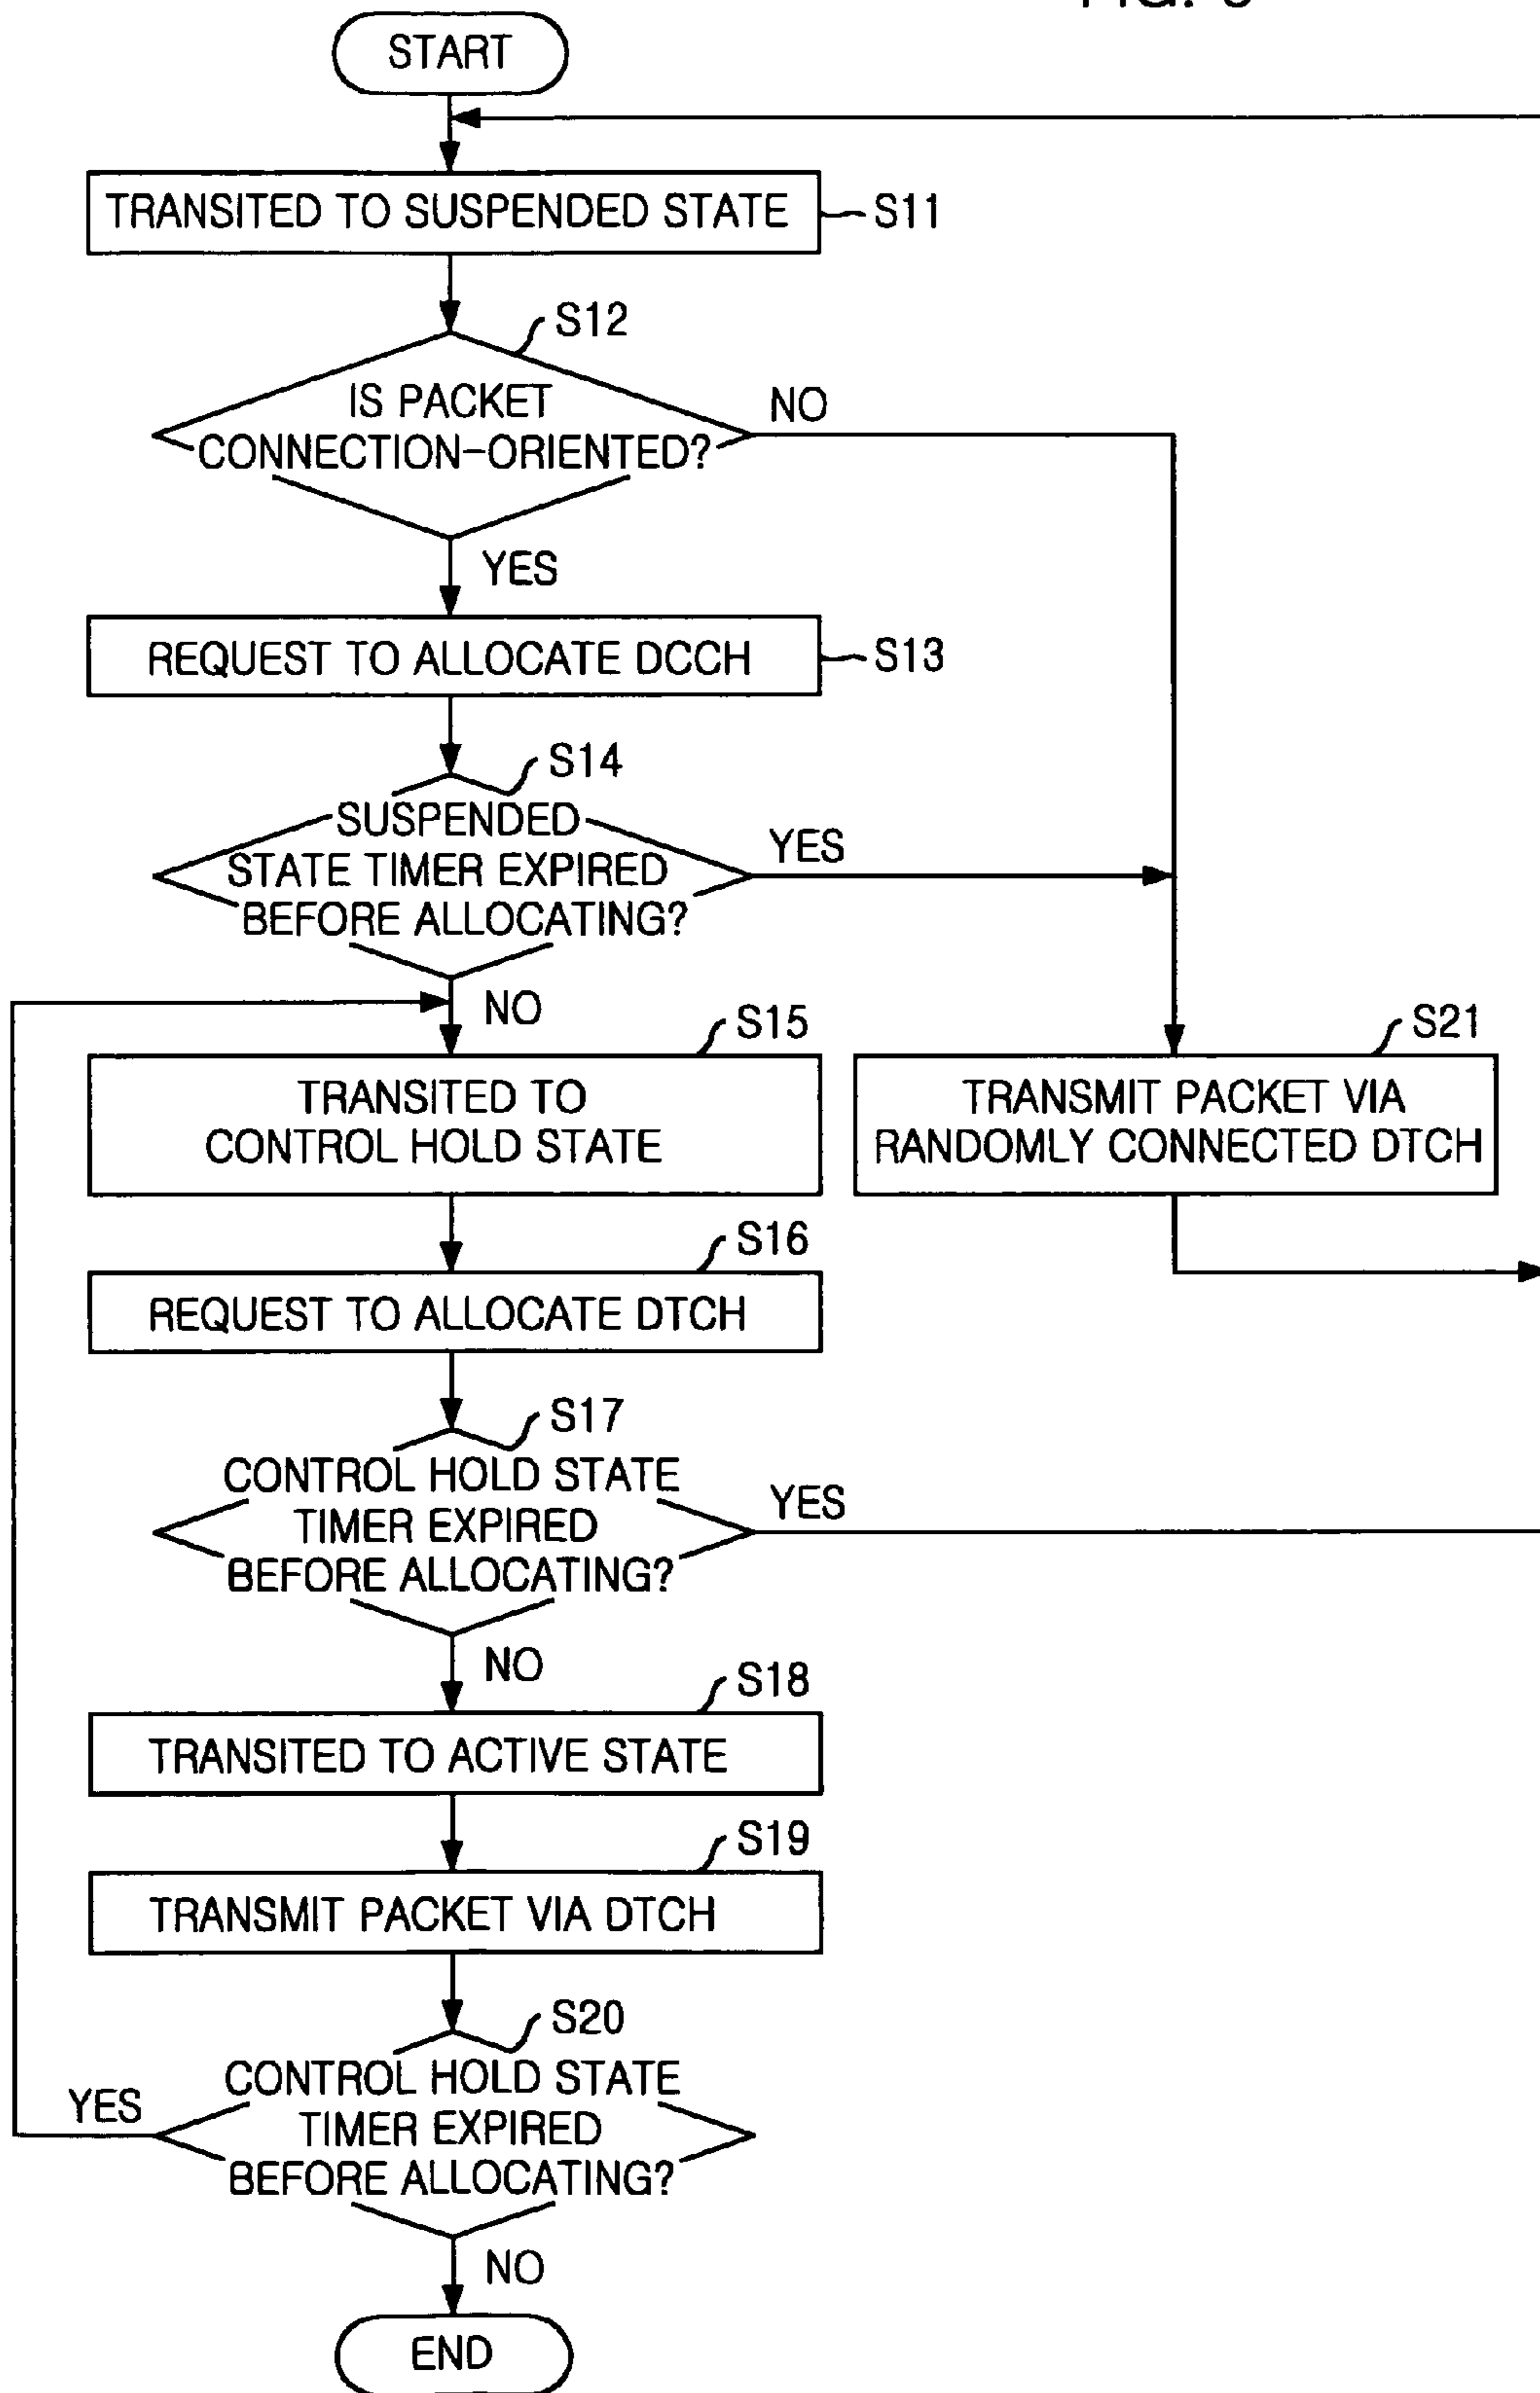 START
TRANSITED TO SUSPENDED STATE
S11
S12
IS PACKET
CONNECTION-ORIENTED?
NO
YES
REQUEST TO ALLOCATE DCCH
S13
S14
SUSPENDED
STATE TIMER EXPIRED
BEFORE ALLOCATING?
YES
NO
S15
TRANSITED TO
CONTROL HOLD STATE
S21
TRANSMIT PACKET VIA
RANDOMLY CONNECTED DTCH
S16
REQUEST TO ALLOCATE DTCH
S17
CONTROL HOLD STATE
TIMER EXPIRED
BEFORE ALLOCATING?
YES
NO
S18
TRANSITED TO ACTIVE STATE
S19
TRANSMIT PACKET VIA DTCH
S20
CONTROL HOLD STATE
TIMER EXPIRED
BEFORE ALLOCATING?
YES
NO
END